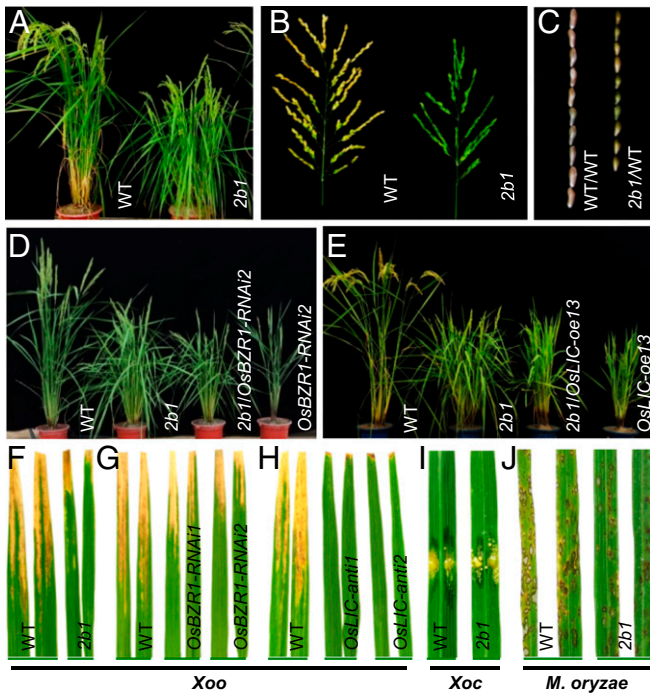 A
WT
2b1
B
WT
2b1
C
WT/WT
2b1/WT
D
WT
2b1
2b1/OsBZR1-RNAi2
OsBZR1-RNAi2
E
WT
2b1
2b1/OsLIC-oe13
OsLIC-oe13
F
WT
2b1
G
WT
OsBZR1-RNAi1
OsBZR1-RNAi2
H
WT
OsLIC-anti1
OsLIC-anti2
I
WT
2b1
J
WT
2b1
Xoo
Xoc
M. oryzae